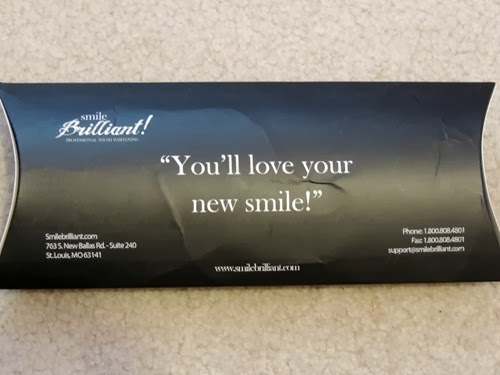 smile
Brilliant!
PROFESSIONAL TEETH WHITENING
“You'll love your
new smile!”
Smilebrilliant.com
763 S. New Ballas Rd. - Suite 240
St. Louis, MO 63141
Phone: 1.800.808.4801
Fax: 1.800.808.4801
support@smilebrilliant.com
www.smilebrilliant.com